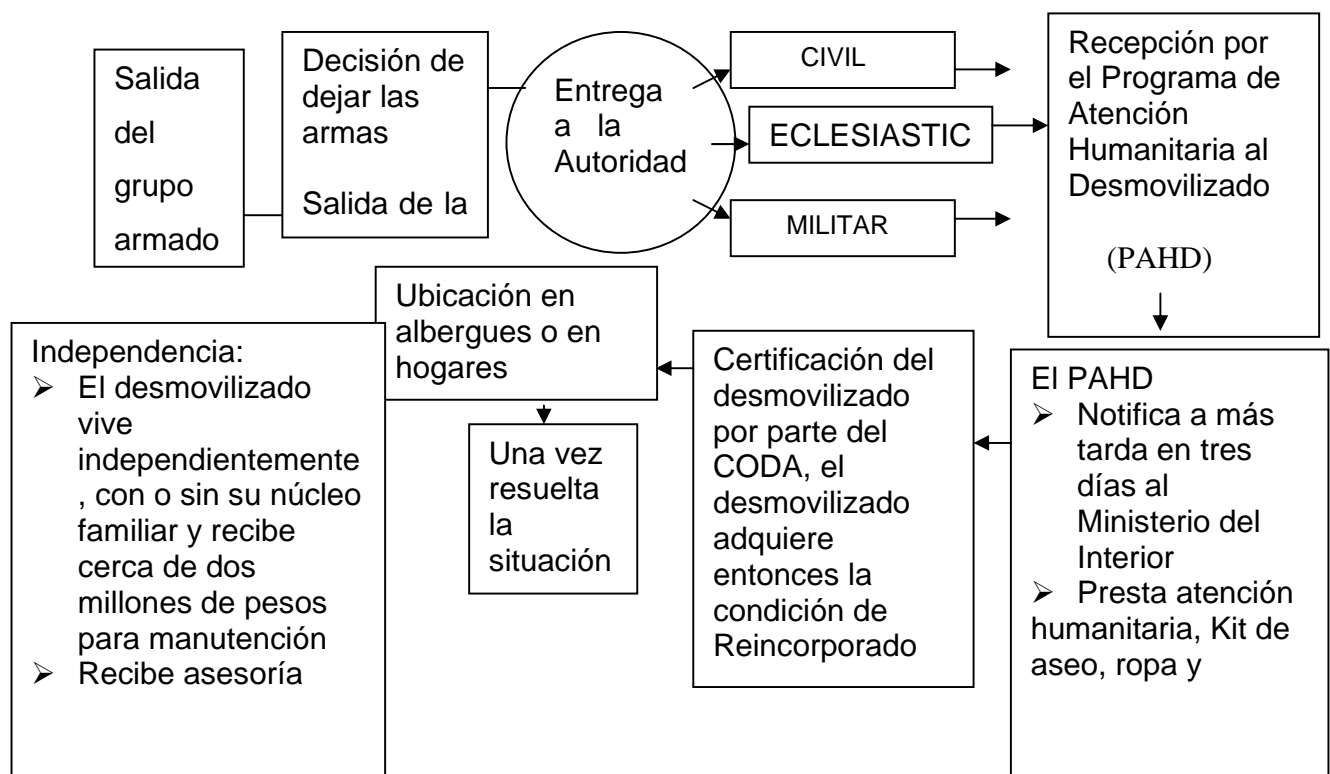 Salida
del
grupo
armado
Decisión de
dejar las
armas
Salida de la
Entrega
a la
Autoridad
CIVIL
ECLESIASTIC
MILITAR
Recepción por
el Programa de
Atención
Humanitaria al
Desmovilizado
(PAHD)
El PAHD
➢ Notifica a más
tarda en tres
días al
Ministerio del
Interior
➢ Presta atención
humanitaria, Kit de
aseo, ropa y
Certificación del
desmovilizado
por parte del
CODA, el
desmovilizado
adquiere
entonces la
condición de
Reincorporado
Ubicación en
albergues o en
hogares
Una vez
resuelta
la
situación
Independencia:
➢ El desmovilizado
vive
independientemente
, con o sin su núcleo
familiar y recibe
cerca de dos
millones de pesos
para manutención
➢ Recibe asesoría